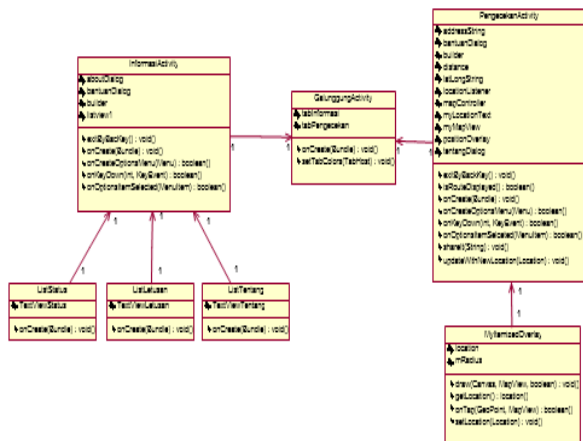 InformasiActivity
aboutDialog
bantuanDialog
builder
listview1
exitByBackKey() : void()
onCreate(Bundle) : void()
onCreateOptionsMenu(Menu) : boolean()
onKeyDown(int, KeyEvent) : boolean()
onOptionsItemSelected(MenuItem) : boolean()
GalunggungActivity
tabInformasi
tabPengecekan
onCreate(Bundle) : void()
setTabColors(TabHost) : void()
PengecekanActivity
addressString
bantuanDialog
builder
distance
latLongString
locationListener
mapController
myLocationText
myMapView
positionOverlay
tentangDialog
exitByBackKey() : void()
isRouteDisplayed() : boolean()
onCreate(Bundle) : void()
onCreateOptionsMenu(Menu) : boolean()
onKeyDown(int, KeyEvent) : boolean()
onOptionsItemSelected(MenuItem) : boolean()
shareIt(String) : void()
updateWithNewLocation(Location) : void()
1
1
1
1
1
1
1
1
1
1
ListStatus
TextViewStatus
onCreate(Bundle) : void()
ListLetusan
TextViewLetusan
onCreate(Bundle) : void()
ListTentang
TextViewTentang
onCreate(Bundle) : void()
1
1
MyItemizedOverlay
location
mRadius
draw(Canvas, MapView, boolean) : void()
getLocation() : location()
onTap(GeoPoint, MapView) : boolean()
setLocation(Location) : void()